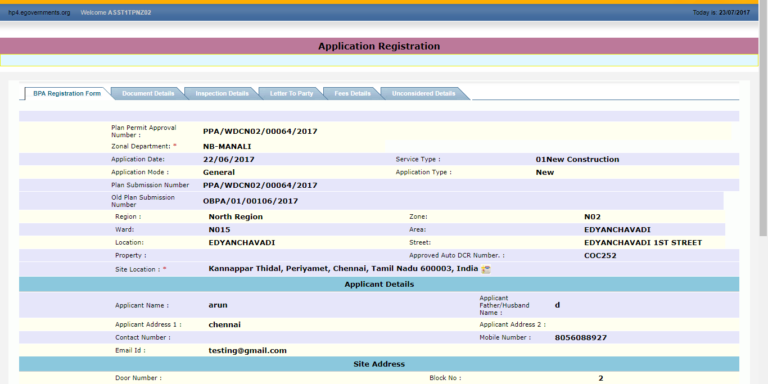 hp4.egovernments.org Welcome ASST1TPNZ02 Today is: 23/07/2017
Application Registration
BPA Registration Form Document Details Inspection Details Letter To Party Fees Details Unconsidered Details
Plan Permit Approval Number : PPA/WDCN02/00064/2017
Zonal Department: * NB-MANALI
Application Date: 22/06/2017 Service Type : 01New Construction
Application Mode : General Application Type : New
Plan Submission Number PPA/WDCN02/00064/2017
Old Plan Submission Number OBPA/01/00106/2017
Region : North Region Zone: N02
Ward: N015 Area: EDYANCHAVADI
Location: EDYANCHAVADI Street: EDYANCHAVADI 1ST STREET
Property : Approved Auto DCR Number. : COC252
Site Location : * Kannappar Thidal, Periyamet, Chennai, Tamil Nadu 600003, India
Applicant Details
Applicant Name : arun Applicant Father/Husband Name : d
Applicant Address 1 : chennai Applicant Address 2 :
Contact Number : Mobile Number : 8056088927
Email Id : testing@gmail.com
Site Address
Door Number : Block No : 2